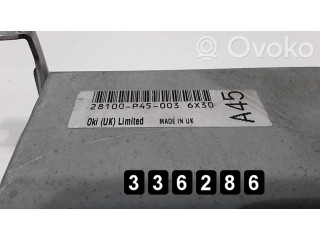 Ovoko
28100-P45-003 6X30
Oki (UK) Limited MADE IN UK
A45
336286